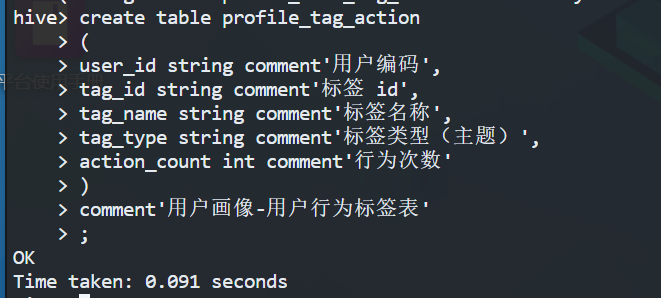 hive> create table profile_tag_action
> (
> user_id string comment'用户编码',
> tag_id string comment'标签 id',
> tag_name string comment'标签名称',
> tag_type string comment'标签类型（主题）',
> action_count int comment'行为次数'
> )
> comment'用户画像-用户行为标签表'
> ;
OK
Time taken: 0.091 seconds